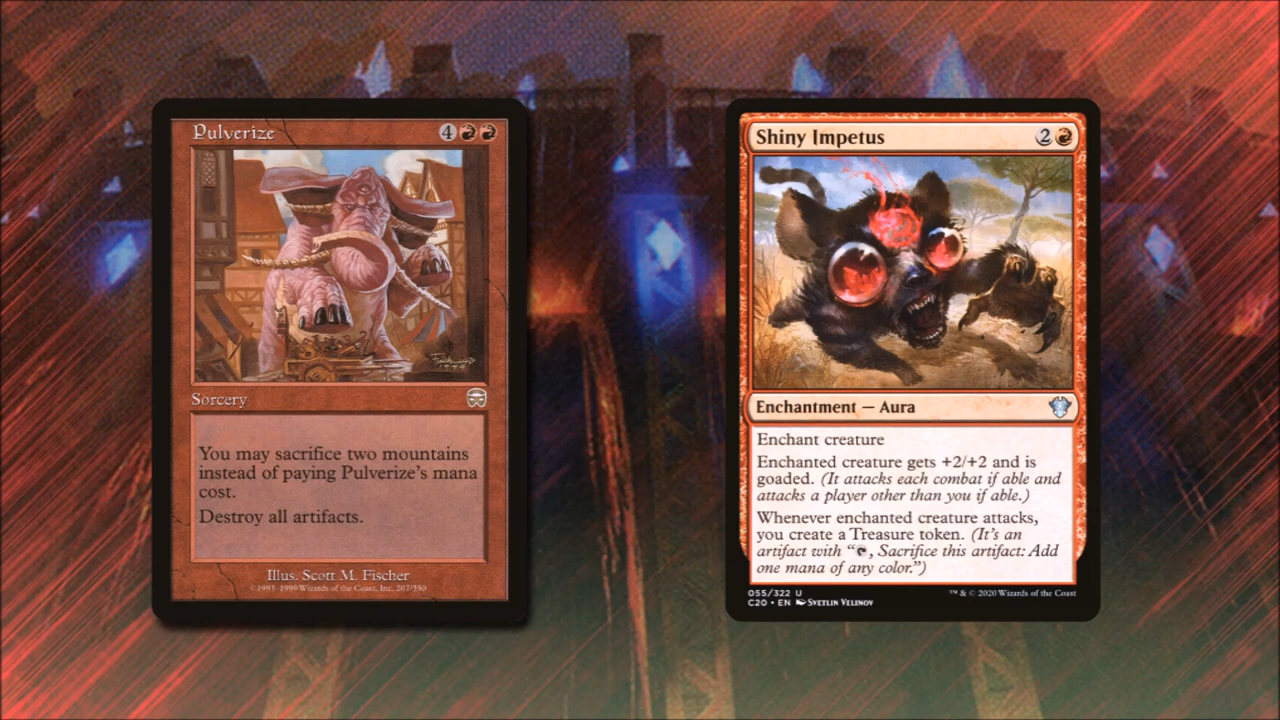 Pulverize 4
Sorcery
You may sacrifice two mountains
instead of paying Pulverize's mana
cost.
Destroy all artifacts.
Illus. Scott M. Fischer
Shiny Impetus 2
Enchantment — Aura
Enchant creature
Enchanted creature gets +2/+2 and is
goaded. (It attacks each combat if able and
attacks a player other than you if able.)
Whenever enchanted creature attacks,
you create a Treasure token. (It's an
artifact with “, Sacrifice this artifact: Add
one mana of any color.”)
055/322 U
C20 • EN Svetlin Velinov
™ & © 2020 Wizards of the Coast